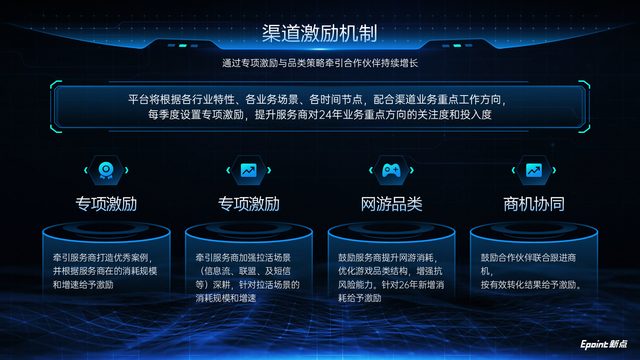 渠道激励机制
通过专项激励与品类策略牵引合作伙伴持续增长
平台将根据各行业特性、各业务场景、各时间节点，配合渠道业务重点工作方向，
每季度设置专项激励，提升服务商对24年业务重点方向的关注度和投入度
专项激励
牵引服务商打造优秀案例，
并根据服务商在的消耗规模
和增速给予激励
专项激励
牵引服务商加强拉活场景
（信息流、联盟、及短信
等）深耕，针对拉活场景的
消耗规模和增速
网游品类
鼓励服务商提升网游消耗，
优化游戏品类结构，增强抗
风险能力。针对26年新增消
耗给予激励
商机协同
鼓励合作伙伴联合跟进商
机，
按有效转化结果给予激励。
Epoint新点